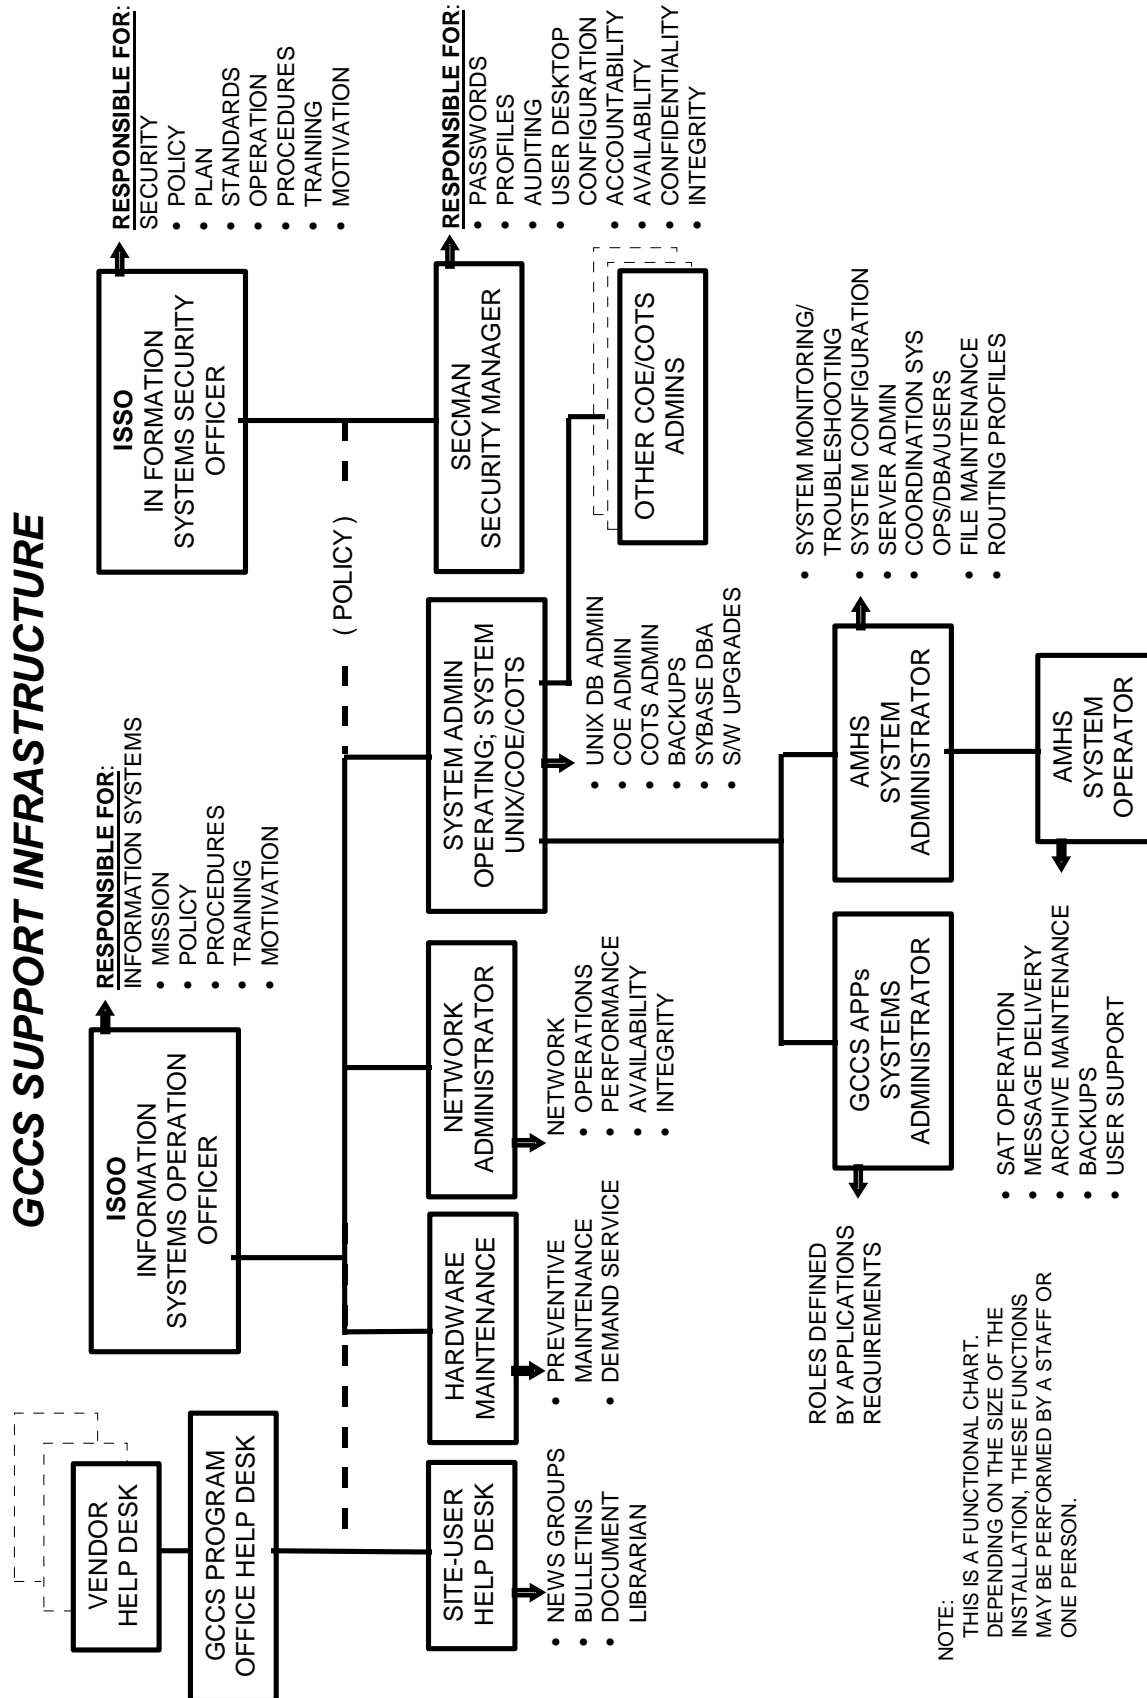 GCCS SUPPORT INFRASTRUCTURE
VENDOR
HELP DESK
GCCS PROGRAM
OFFICE HELP DESK
ISOO
INFORMATION
SYSTEMS OPERATION
OFFICER
RESPONSIBLE FOR:
INFORMATION SYSTEMS
• MISSION
• POLICY
• PROCEDURES
• TRAINING
• MOTIVATION
ISSO
IN FORMATION
SYSTEMS SECURITY
OFFICER
RESPONSIBLE FOR:
SECURITY
• POLICY
• PLAN
• STANDARDS
• OPERATION
• PROCEDURES
• TRAINING
• MOTIVATION
( POLICY )
SITE-USER
HELP DESK
• NEWS GROUPS
• BULLETINS
• DOCUMENT
LIBRARIAN
HARDWARE
MAINTENANCE
• PREVENTIVE
MAINTENANCE
• DEMAND SERVICE
NETWORK
ADMINISTRATOR
NETWORK
• OPERATIONS
• PERFORMANCE
• AVAILABILITY
• INTEGRITY
SYSTEM ADMIN
OPERATING; SYSTEM
UNIX/COE/COTS
• UNIX DB ADMIN
• COE ADMIN
• COTS ADMIN
• BACKUPS
• SYBASE DBA
• S/W UPGRADES
SECMAN
SECURITY MANAGER
RESPONSIBLE FOR:
• PASSWORDS
• PROFILES
• AUDITING
• USER DESKTOP
CONFIGURATION
• ACCOUNTABILITY
• AVAILABILITY
• CONFIDENTIALITY
• INTEGRITY
OTHER COE/COTS
ADMINS
ROLES DEFINED
BY APPLICATIONS
REQUIREMENTS
GCCS APPs
SYSTEMS
ADMINISTRATOR
AMHS
SYSTEM
ADMINISTRATOR
• SYSTEM MONITORING/
TROUBLESHOOTING
• SYSTEM CONFIGURATION
• SERVER ADMIN
• COORDINATION SYS
OPS/DBA/USERS
• FILE MAINTENANCE
• ROUTING PROFILES
• SAT OPERATION
• MESSAGE DELIVERY
• ARCHIVE MAINTENANCE
• BACKUPS
• USER SUPPORT
AMHS
SYSTEM
OPERATOR
NOTE:
THIS IS A FUNCTIONAL CHART.
DEPENDING ON THE SIZE OF THE
INSTALLATION, THESE FUNCTIONS
MAY BE PERFORMED BY A STAFF OR
ONE PERSON.